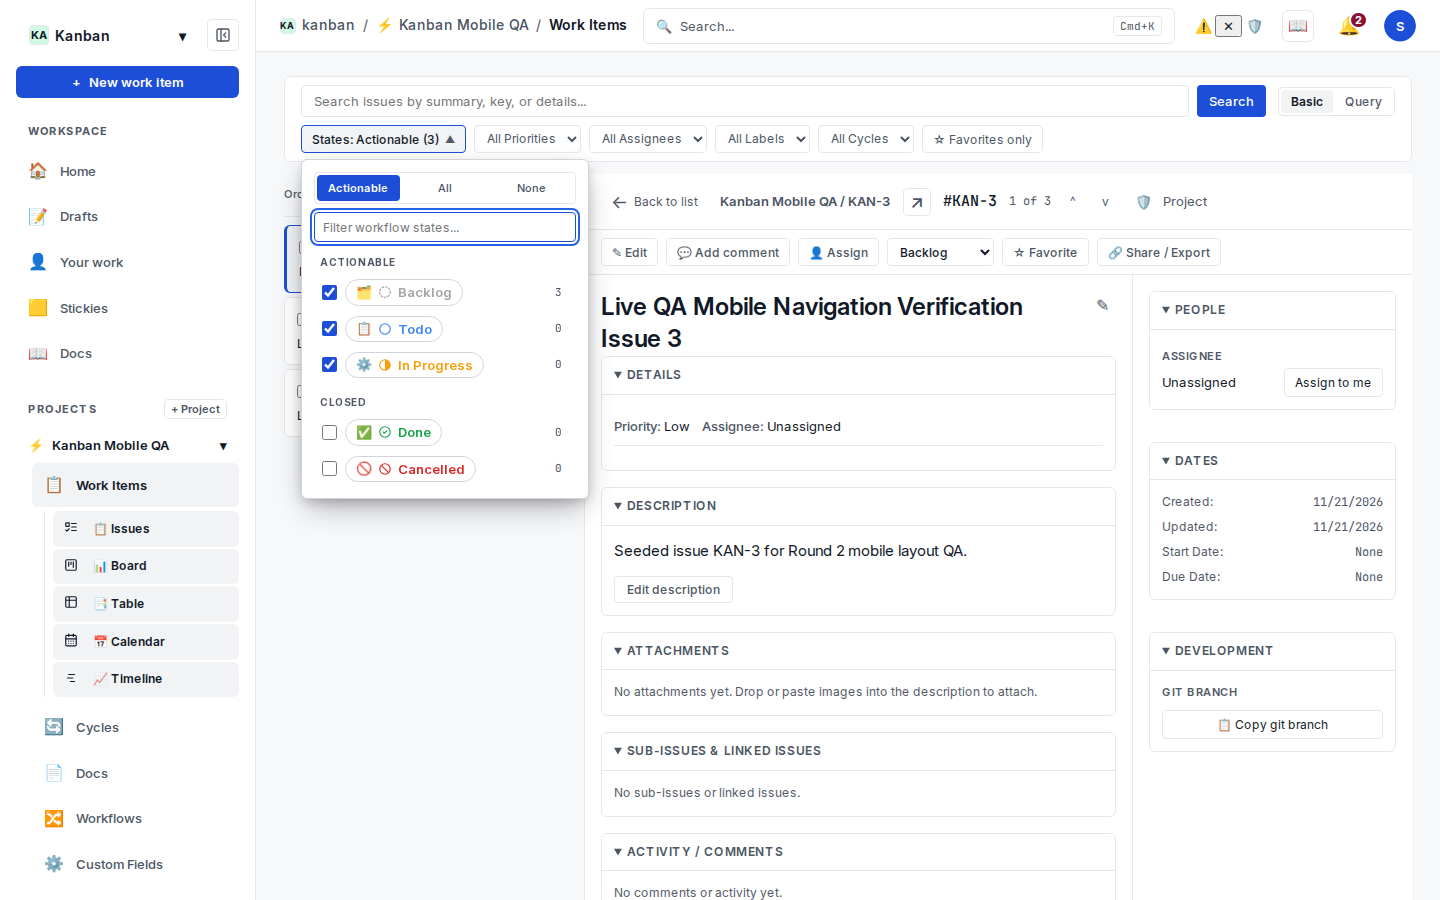 KA Kanban ▾
+ New work item
WORKSPACE
🏠 Home
📝 Drafts
👤 Your work
🟨 Stickies
📖 Docs
PROJECTS + Project
⚡ Kanban Mobile QA ▾
📋 Work Items
📋 Issues
📊 Board
📑 Table
📅 Calendar
📈 Timeline
🔄 Cycles
📄 Docs
🔀 Workflows
⚙️ Custom Fields
KA kanban / ⚡ Kanban Mobile QA / Work Items
🔍 Search... Cmd+K
⚠️ ✕ 🛡️ 📖 🔔 2 S
Search issues by summary, key, or details...
Search
Basic Query
States: Actionable (3) ▲
All Priorities
All Assignees
All Labels
All Cycles
☆ Favorites only
Actionable All None
Filter workflow states...
ACTIONABLE
🗂️ Backlog 3
📋 Todo 0
⚙️ In Progress 0
CLOSED
✅ Done 0
🚫 Cancelled 0
← Back to list Kanban Mobile QA / KAN-3 #KAN-3 1 of 3 ^ v 🛡️ Project
✎ Edit
💬 Add comment
👤 Assign
Backlog
☆ Favorite
🔗 Share / Export
Live QA Mobile Navigation Verification
Issue 3
✎
▼ DETAILS
Priority: Low Assignee: Unassigned
▼ DESCRIPTION
Seeded issue KAN-3 for Round 2 mobile layout QA.
Edit description
▼ ATTACHMENTS
No attachments yet. Drop or paste images into the description to attach.
▼ SUB-ISSUES & LINKED ISSUES
No sub-issues or linked issues.
▼ ACTIVITY / COMMENTS
No comments or activity yet.
▼ PEOPLE
ASSIGNEE
Unassigned Assign to me
▼ DATES
Created: 11/21/2026
Updated: 11/21/2026
Start Date: None
Due Date: None
▼ DEVELOPMENT
GIT BRANCH
📋 Copy git branch